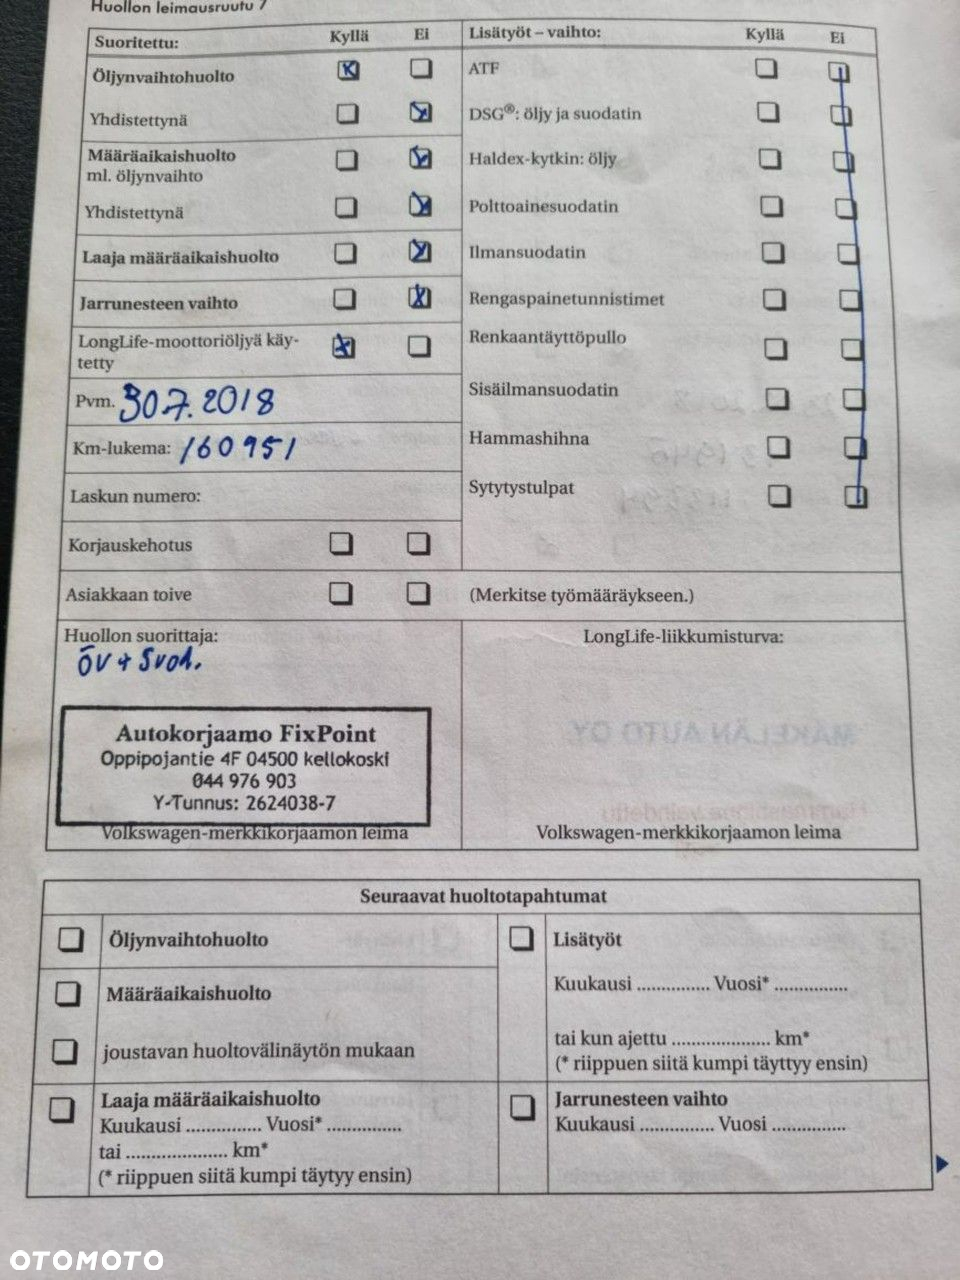 Huollon leimausruutu 7
Suoritettu: Kyllä Ei
Öljynvaihtohuolto
Yhdistettynä
Määräaikaishuolto
ml. öljynvaihto
Yhdistettynä
Laaja määräaikaishuolto
Jarrunesteen vaihto
LongLife-moottoriöljyä käy-
tetty
Pvm. 30.7.2018
Km-lukema: 160951
Laskun numero:
Korjauskehotus
Asiakkaan toive
Lisätyöt – vaihto: Kyllä Ei
ATF
DSG®: öljy ja suodatin
Haldex-kytkin: öljy
Polttoainesuodatin
Ilmansuodatin
Rengaspainetunnistimet
Renkaantäyttöpullo
Sisäilmansuodatin
Hammashihna
Sytytystulpat
(Merkitse työmääräykseen.)
Huollon suorittaja:
ÖV + Suod.
Autokorjaamo FixPoint
Oppipojantie 4F 04500 kellokoski
044 976 903
Y-Tunnus: 2624038-7
Volkswagen-merkkikorjaamon leima
LongLife-liikkumisturva:
MÄKELÄN AUTO OY
Volkswagen-merkkikorjaamon leima
Seuraavat huoltotapahtumat
Öljynvaihtohuolto
Määräaikaishuolto
joustavan huoltovälinäytön mukaan
Laaja määräaikaishuolto
Kuukausi .............. Vuosi* ..............
tai .................... km*
(* riippuen siitä kumpi täytyy ensin)
Lisätyöt
Kuukausi .............. Vuosi* ..............
tai kun ajettu .................... km*
(* riippuen siitä kumpi täyttyy ensin)
Jarrunesteen vaihto
Kuukausi .............. Vuosi ..............
OTOMOTO